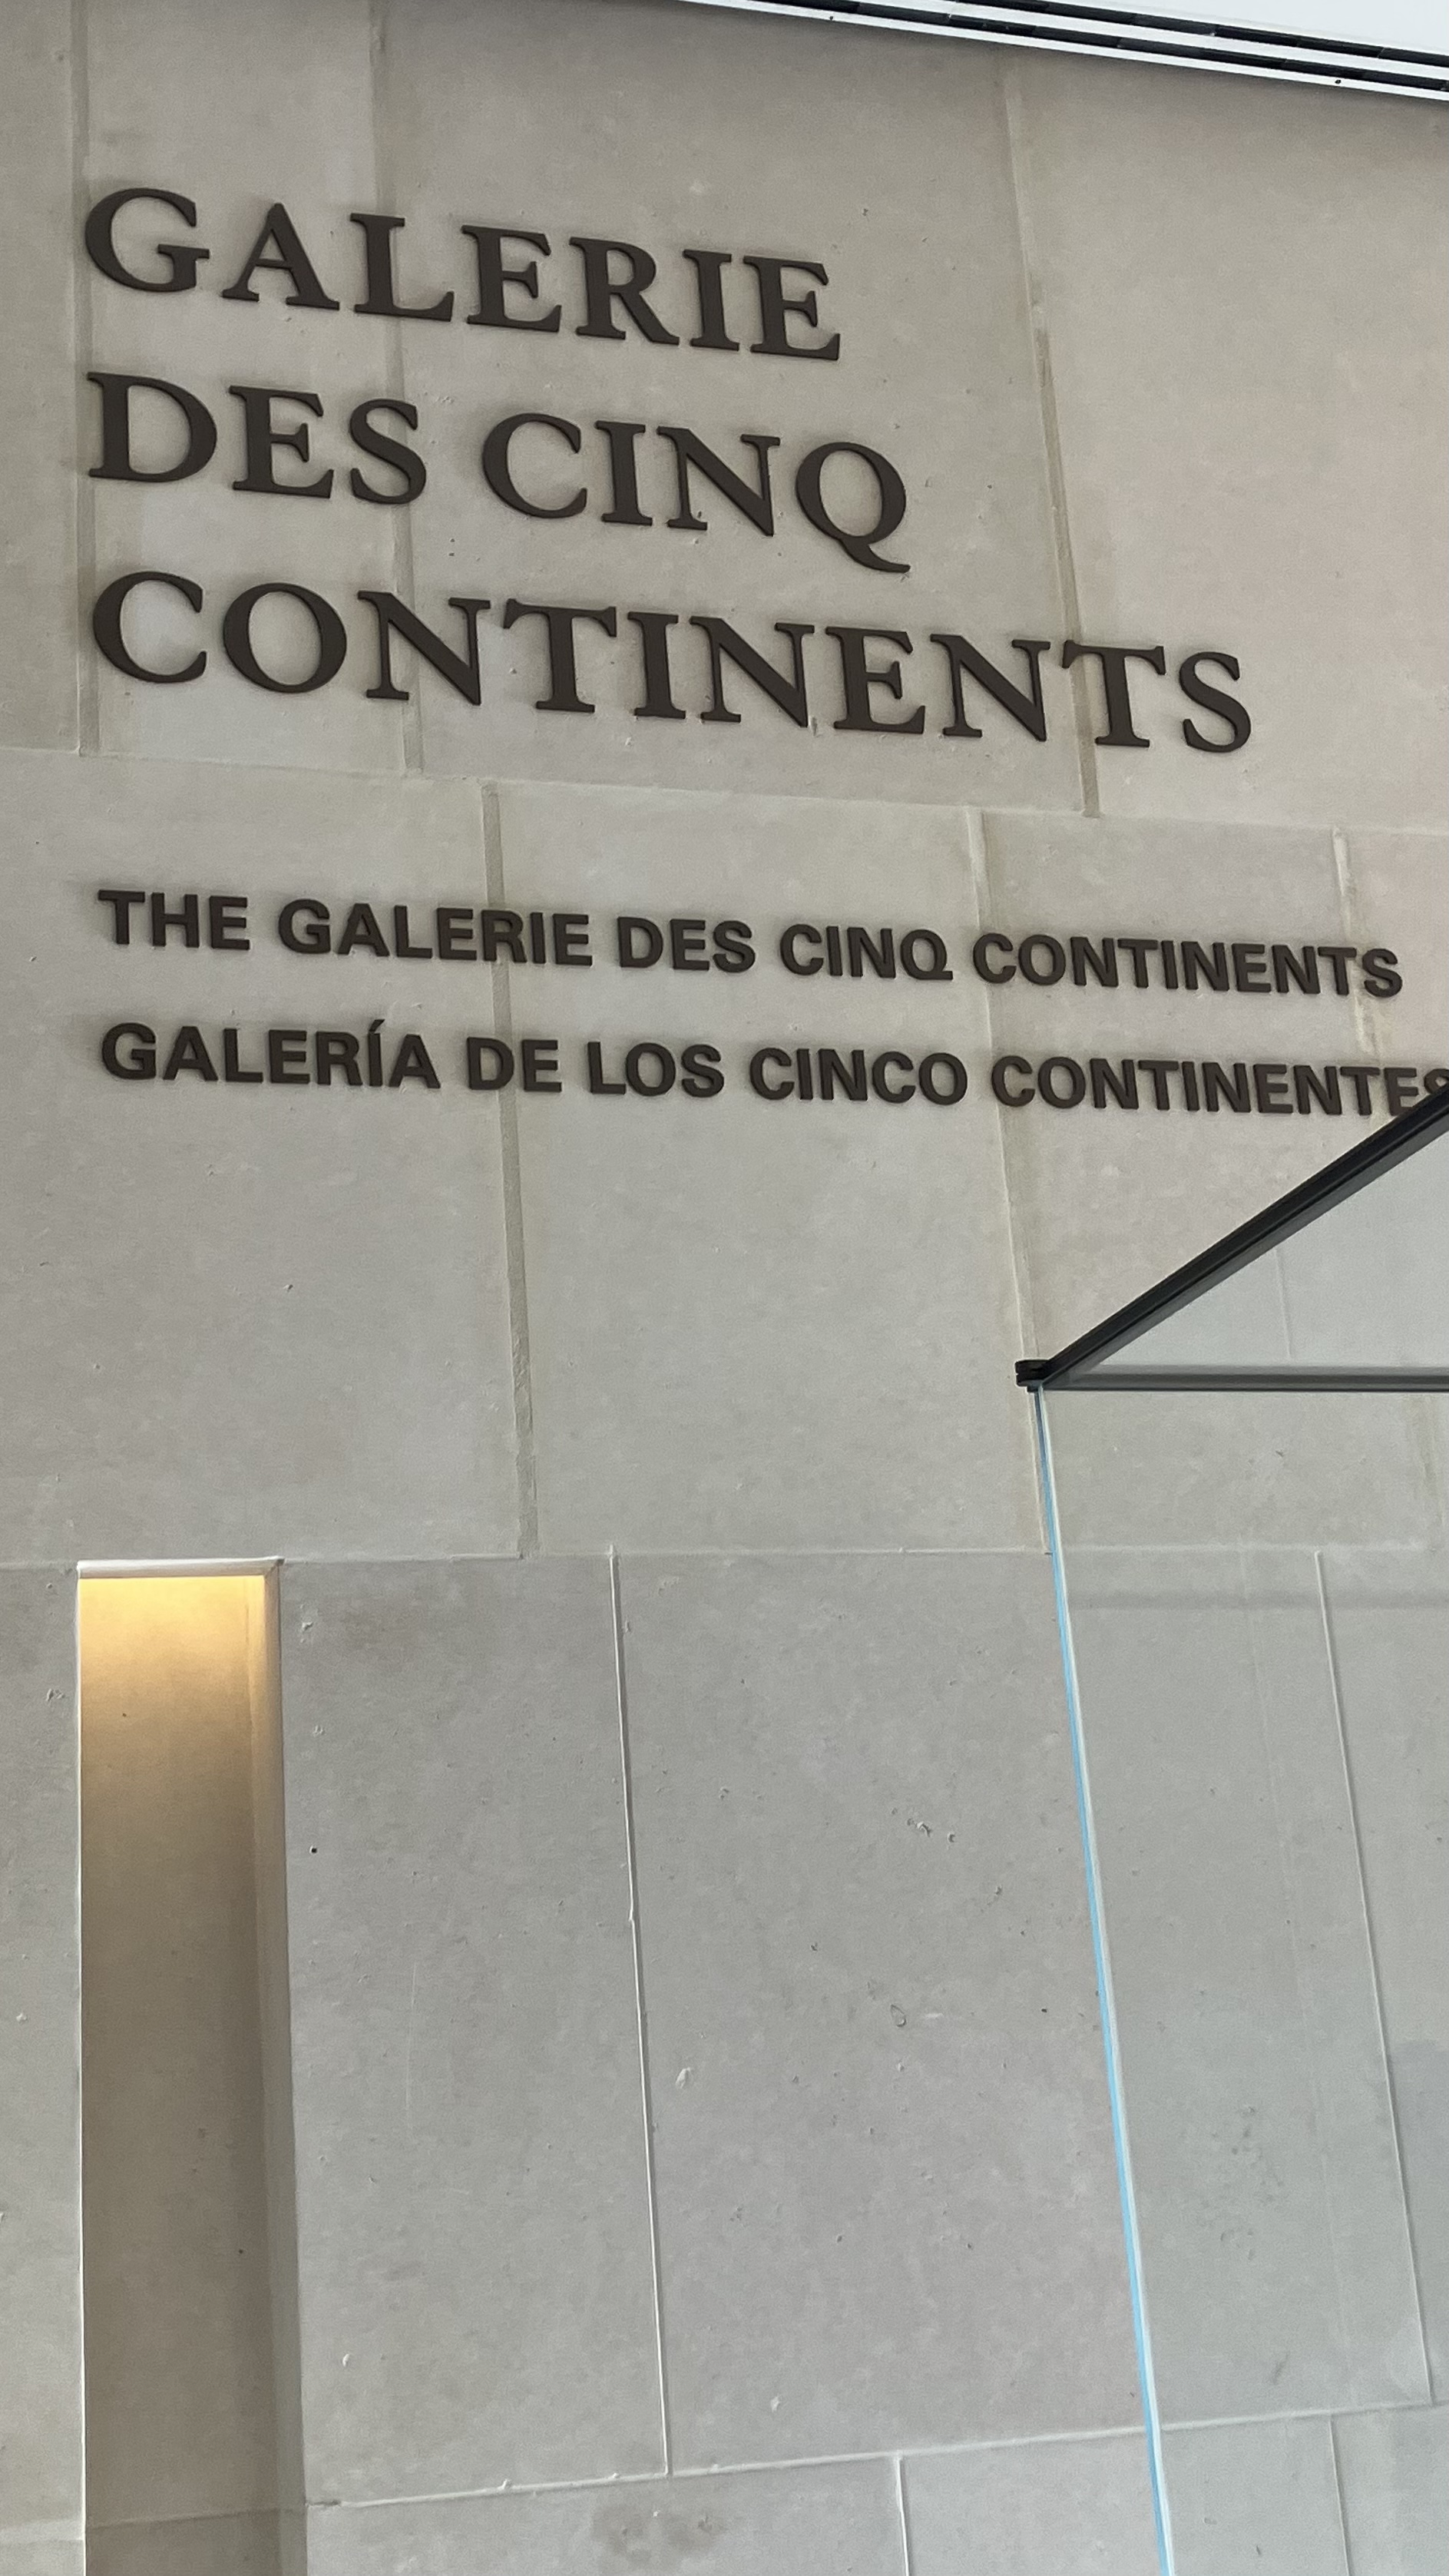 GALERIE
DES CINQ
CONTINENTS
THE GALERIE DES CINQ CONTINENTS
GALERÍA DE LOS CINCO CONTINENTES